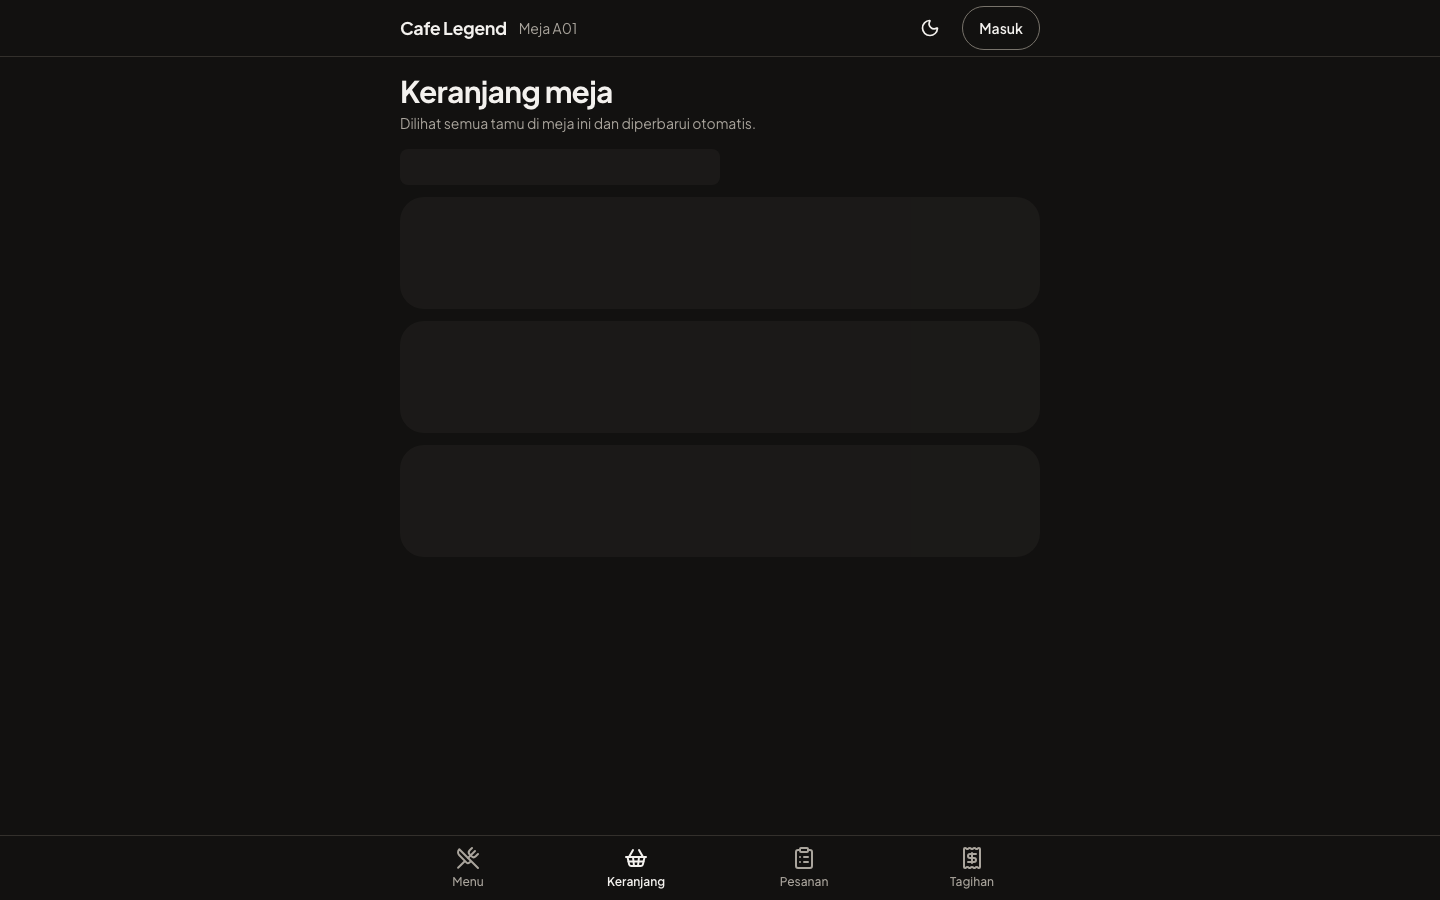 Cafe Legend Meja A01
Masuk
Keranjang meja
Dilihat semua tamu di meja ini dan diperbarui otomatis.
Menu
Keranjang
Pesanan
Tagihan